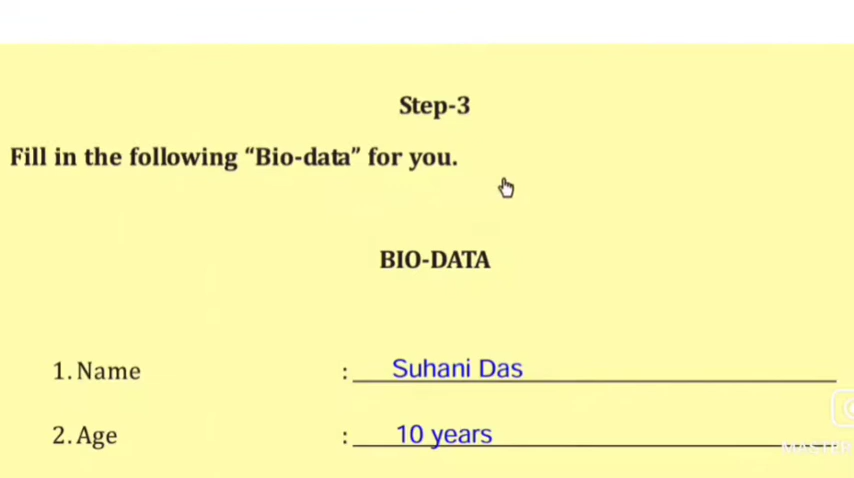 Step-3
Fill in the following “Bio-data” for you.
BIO-DATA
1. Name : Suhani Das
2. Age : 10 years
MASTER